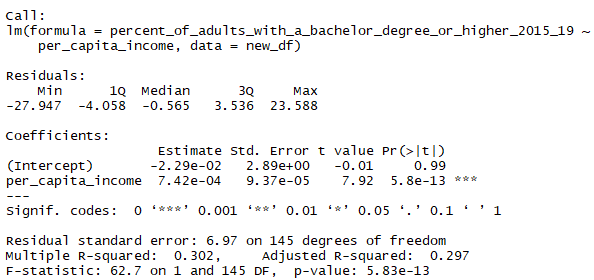 Call:
lm(formula = percent_of_adults_with_a_bachelor_degree_or_higher_2015_19 ~
    per_capita_income, data = new_df)
Residuals:
    Min      1Q  Median      3Q     Max
-27.947  -4.058  -0.565   3.536  23.588
Coefficients:
                   Estimate Std. Error t value Pr(>|t|)
(Intercept)       -2.29e-02   2.89e+00   -0.01     0.99
per_capita_income  7.42e-04   9.37e-05    7.92  5.8e-13 ***
---
Signif. codes:  0 ‘***’ 0.001 ‘**’ 0.01 ‘*’ 0.05 ‘.’ 0.1 ‘ ’ 1
Residual standard error: 6.97 on 145 degrees of freedom
Multiple R-squared:  0.302,     Adjusted R-squared:  0.297
F-statistic: 62.7 on 1 and 145 DF,  p-value: 5.83e-13